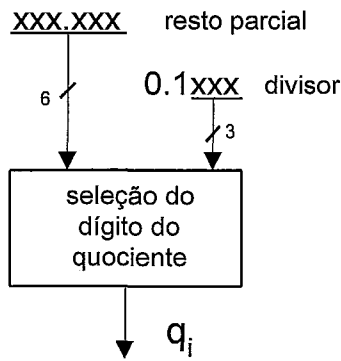 xxx.xxx resto parcial
0.1xxx divisor
6
3
seleção do
dígito do
quociente
qi